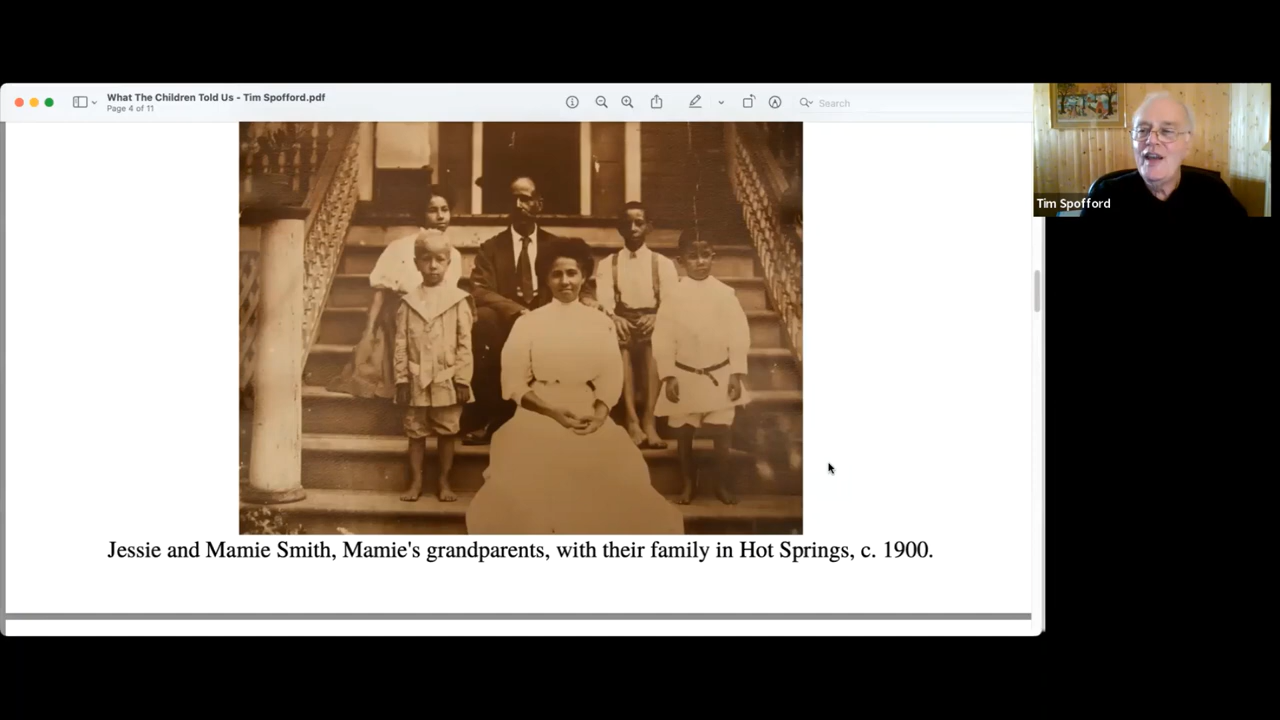 What The Children Told Us - Tim Spofford.pdf
Page 4 of 11
Search
Tim Spofford
Jessie and Mamie Smith, Mamie's grandparents, with their family in Hot Springs, c. 1900.